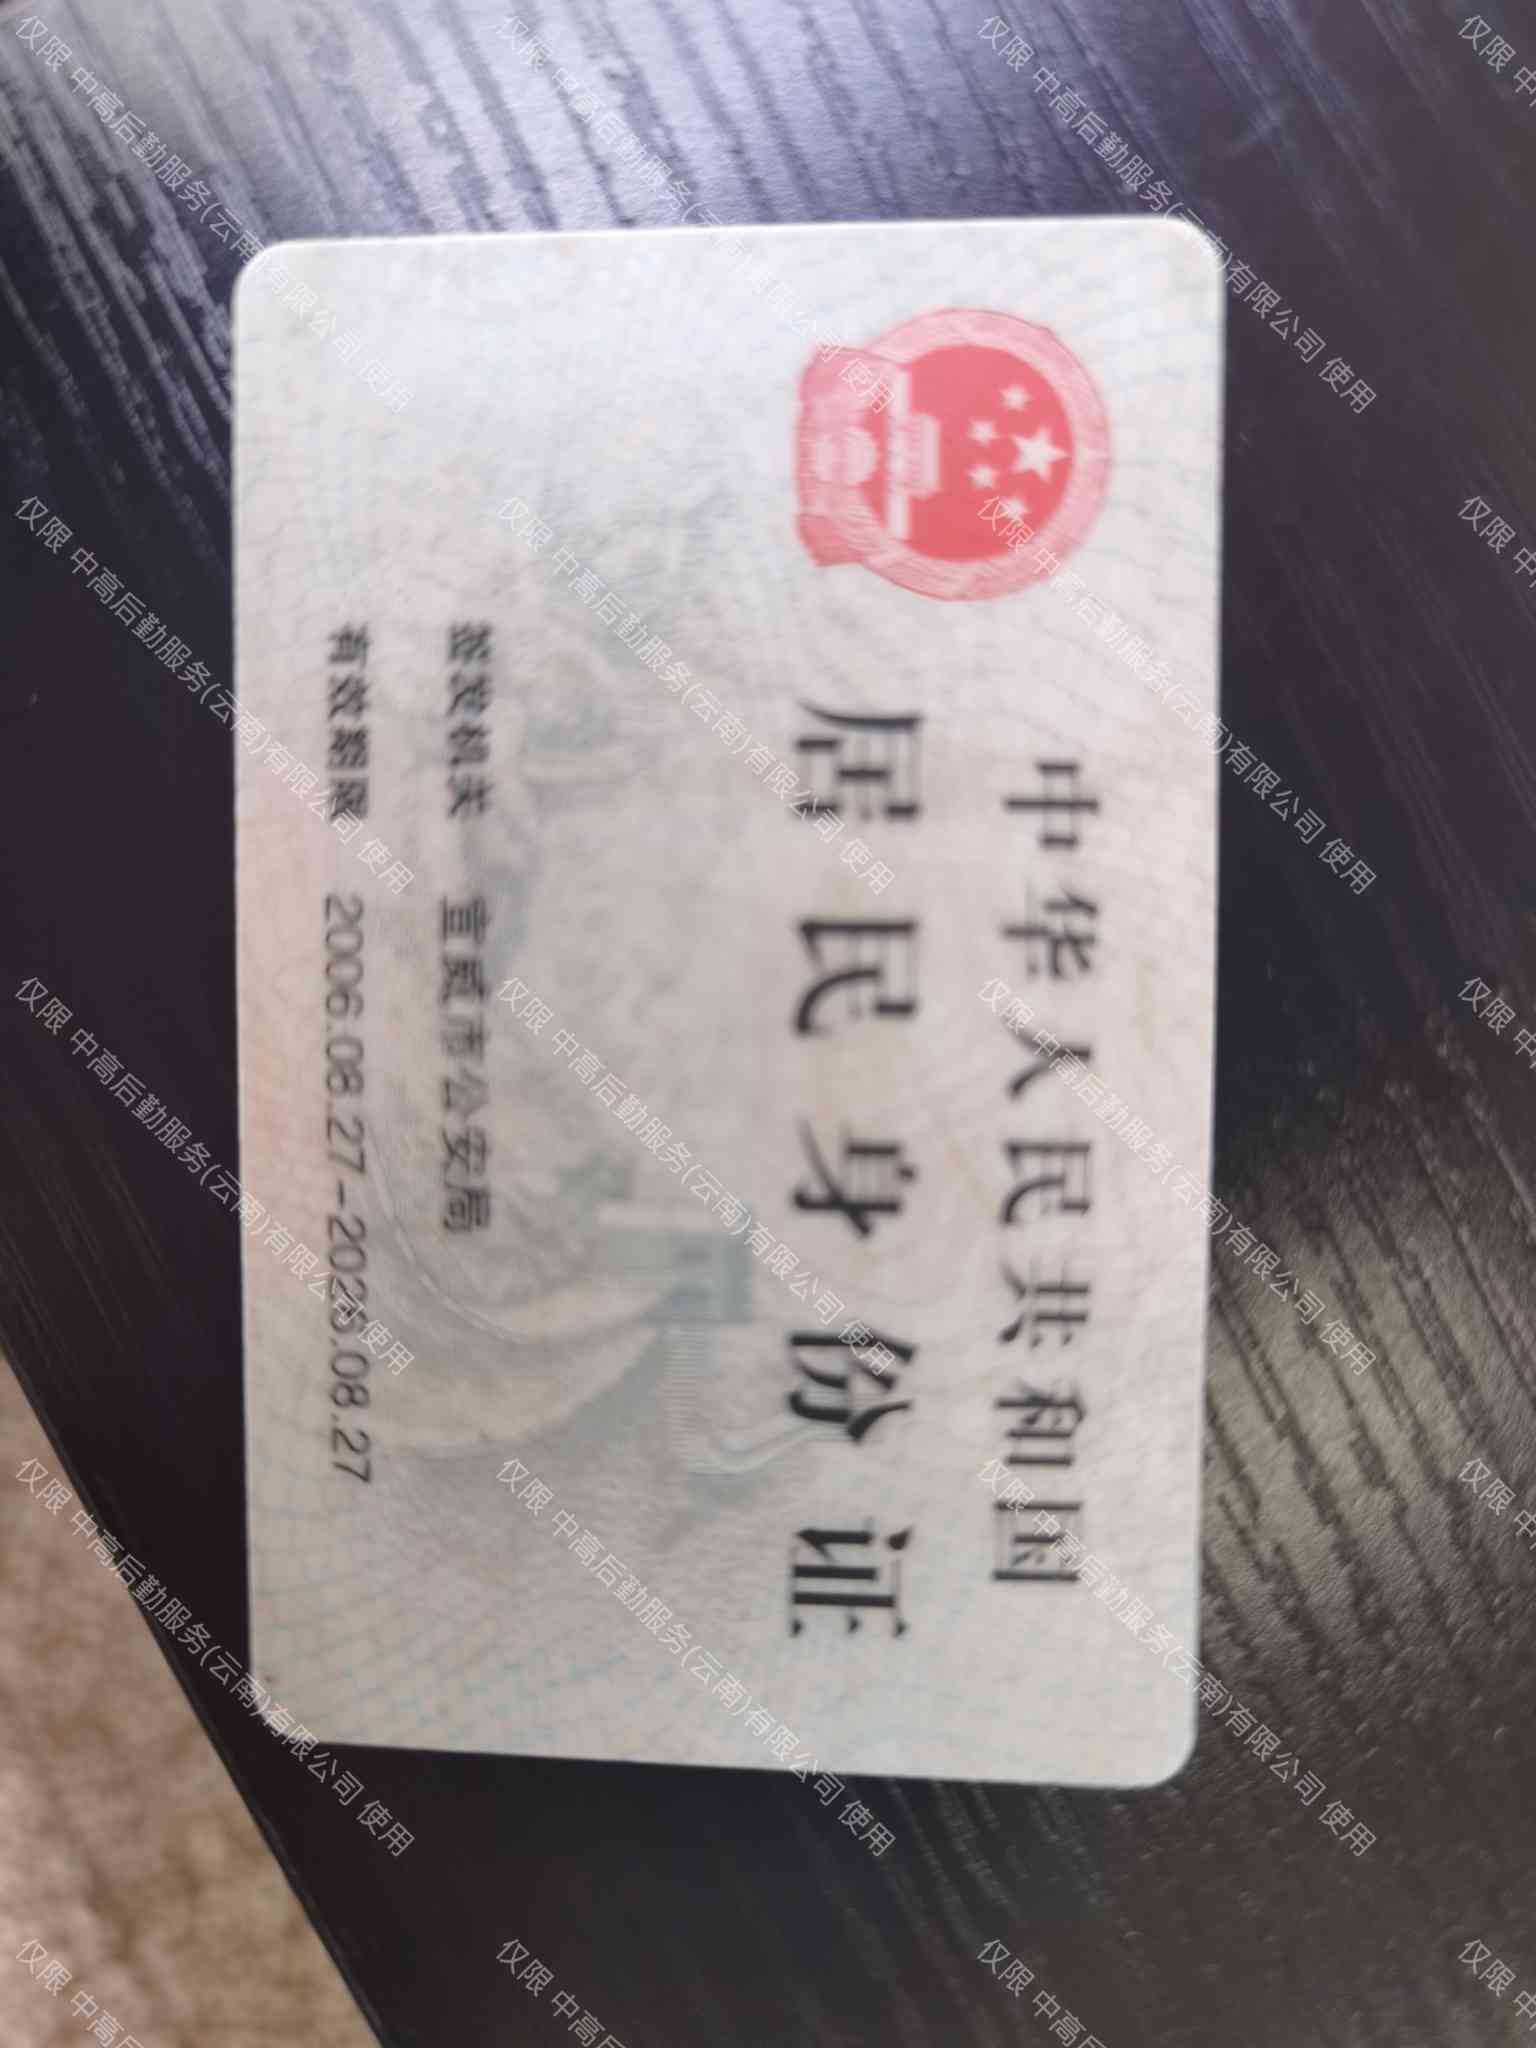 中华人民共和国
居民身份证
签发机关 宣威市公安局
有效期限 2006.08.27-2026.08.27
仅限 中高后勤服务(云南)有限公司 使用